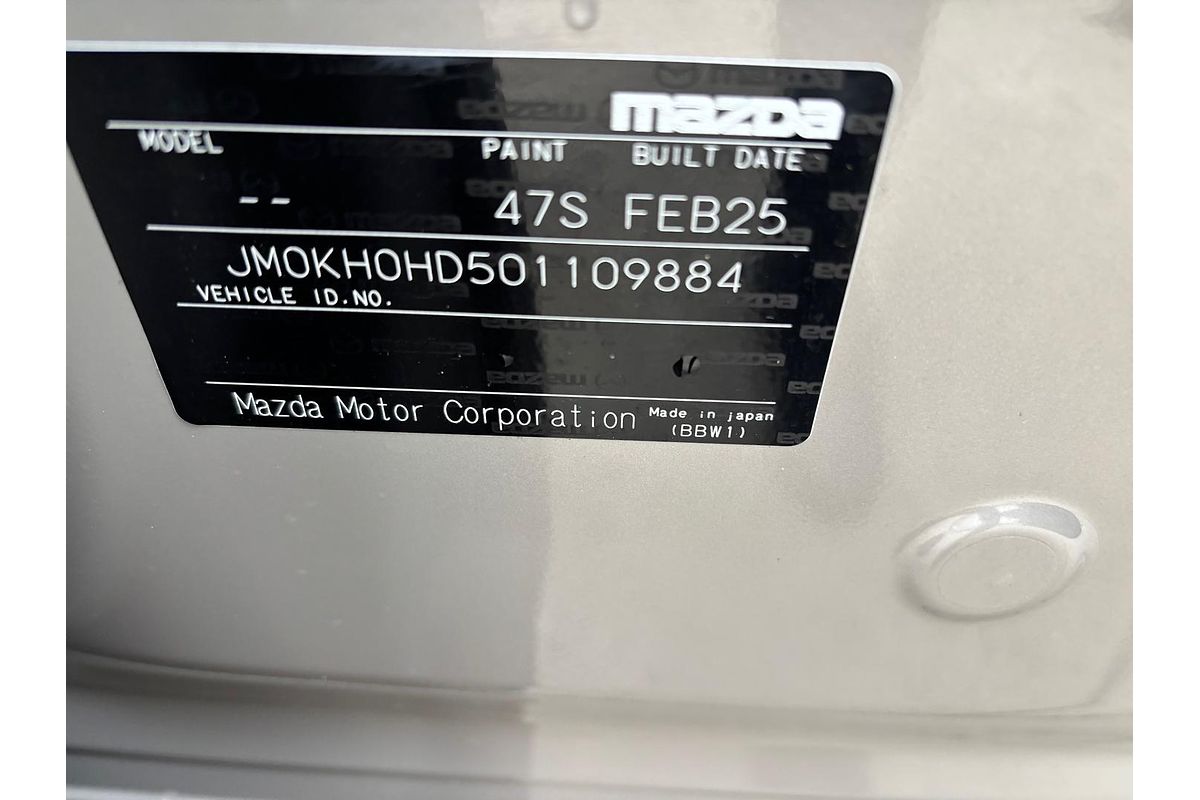 mazda
MODEL PAINT BUILT DATE
-- 47S FEB25
JM0KH0HD501109884
VEHICLE ID.NO.
Mazda Motor Corporation Made in japan
(BBW1)